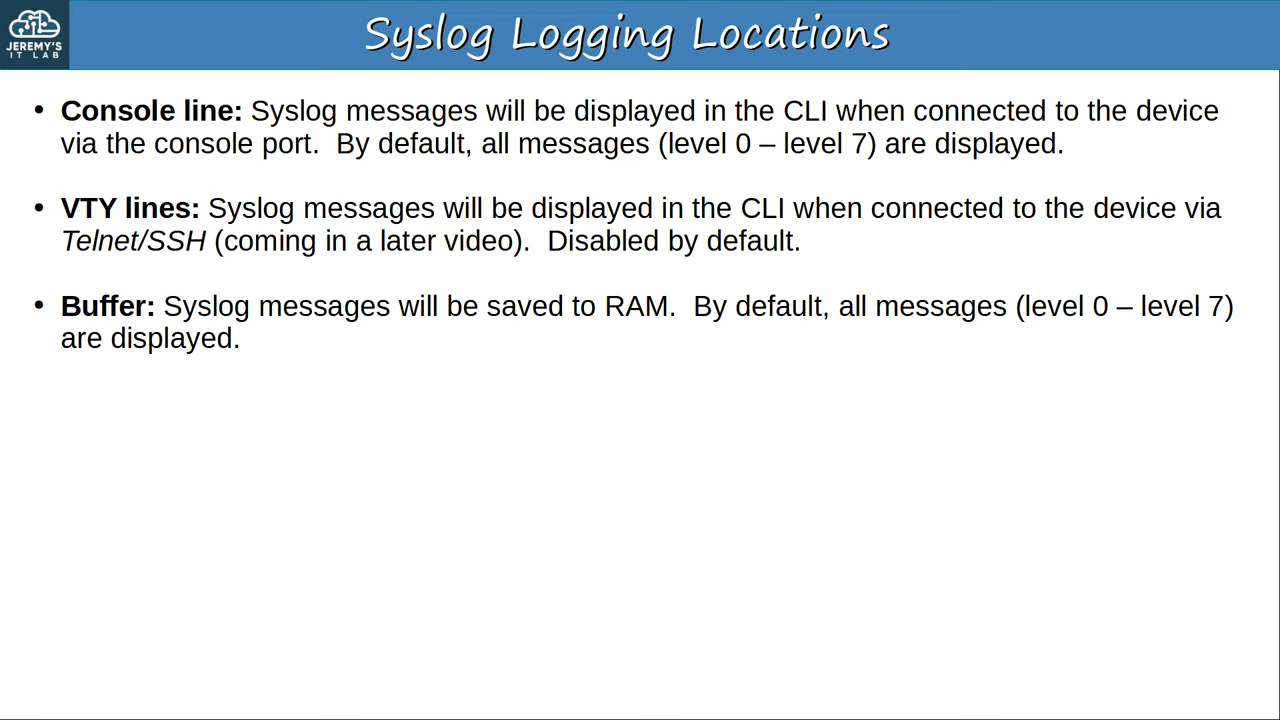 JEREMY'S
IT LAB
Syslog Logging Locations
• Console line: Syslog messages will be displayed in the CLI when connected to the device
via the console port.  By default, all messages (level 0 – level 7) are displayed.
• VTY lines: Syslog messages will be displayed in the CLI when connected to the device via
Telnet/SSH (coming in a later video).  Disabled by default.
• Buffer: Syslog messages will be saved to RAM.  By default, all messages (level 0 – level 7)
are displayed.